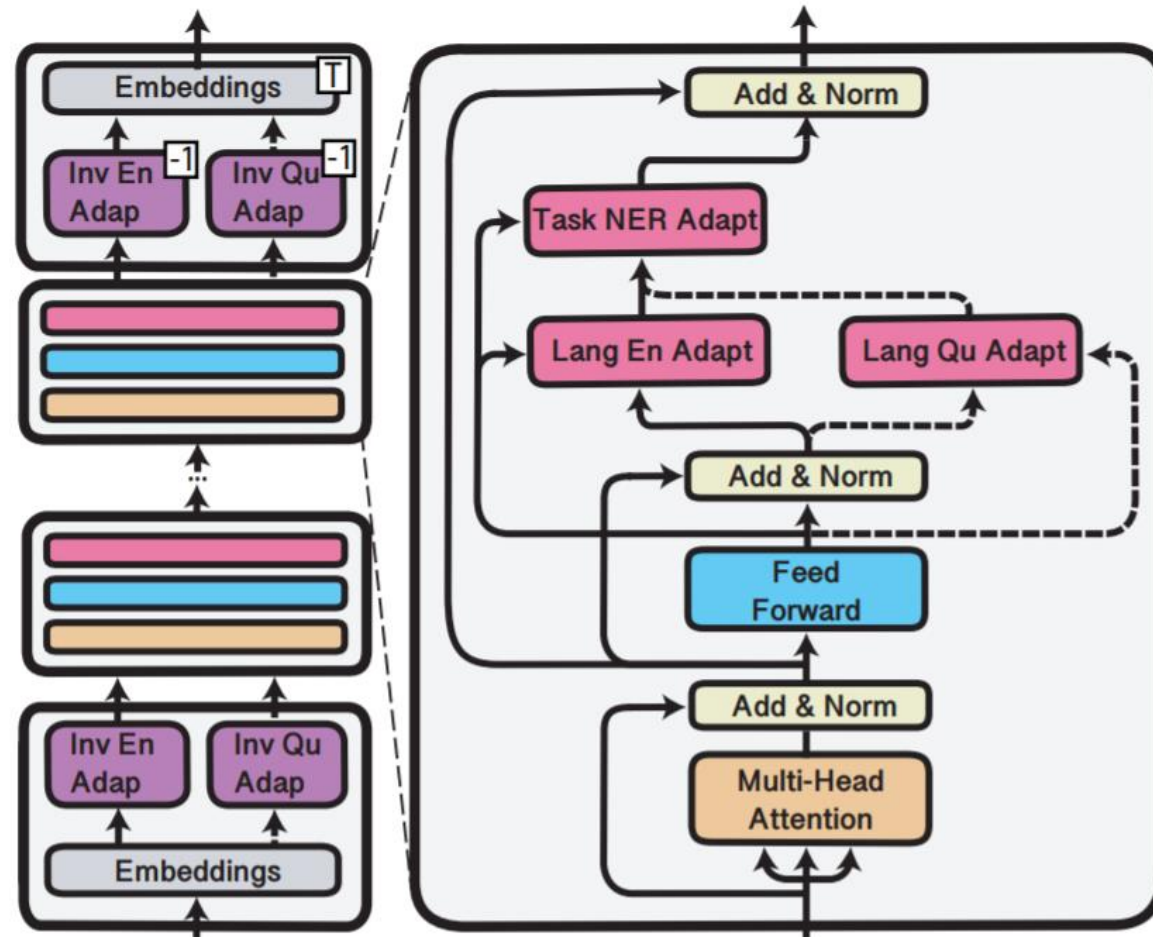 Embeddings
T
Inv En
Adap
-1
Inv Qu
Adap
-1
...
Inv En
Adap
Inv Qu
Adap
Embeddings
Add & Norm
Task NER Adapt
Lang En Adapt
Lang Qu Adapt
Add & Norm
Feed
Forward
Add & Norm
Multi-Head
Attention